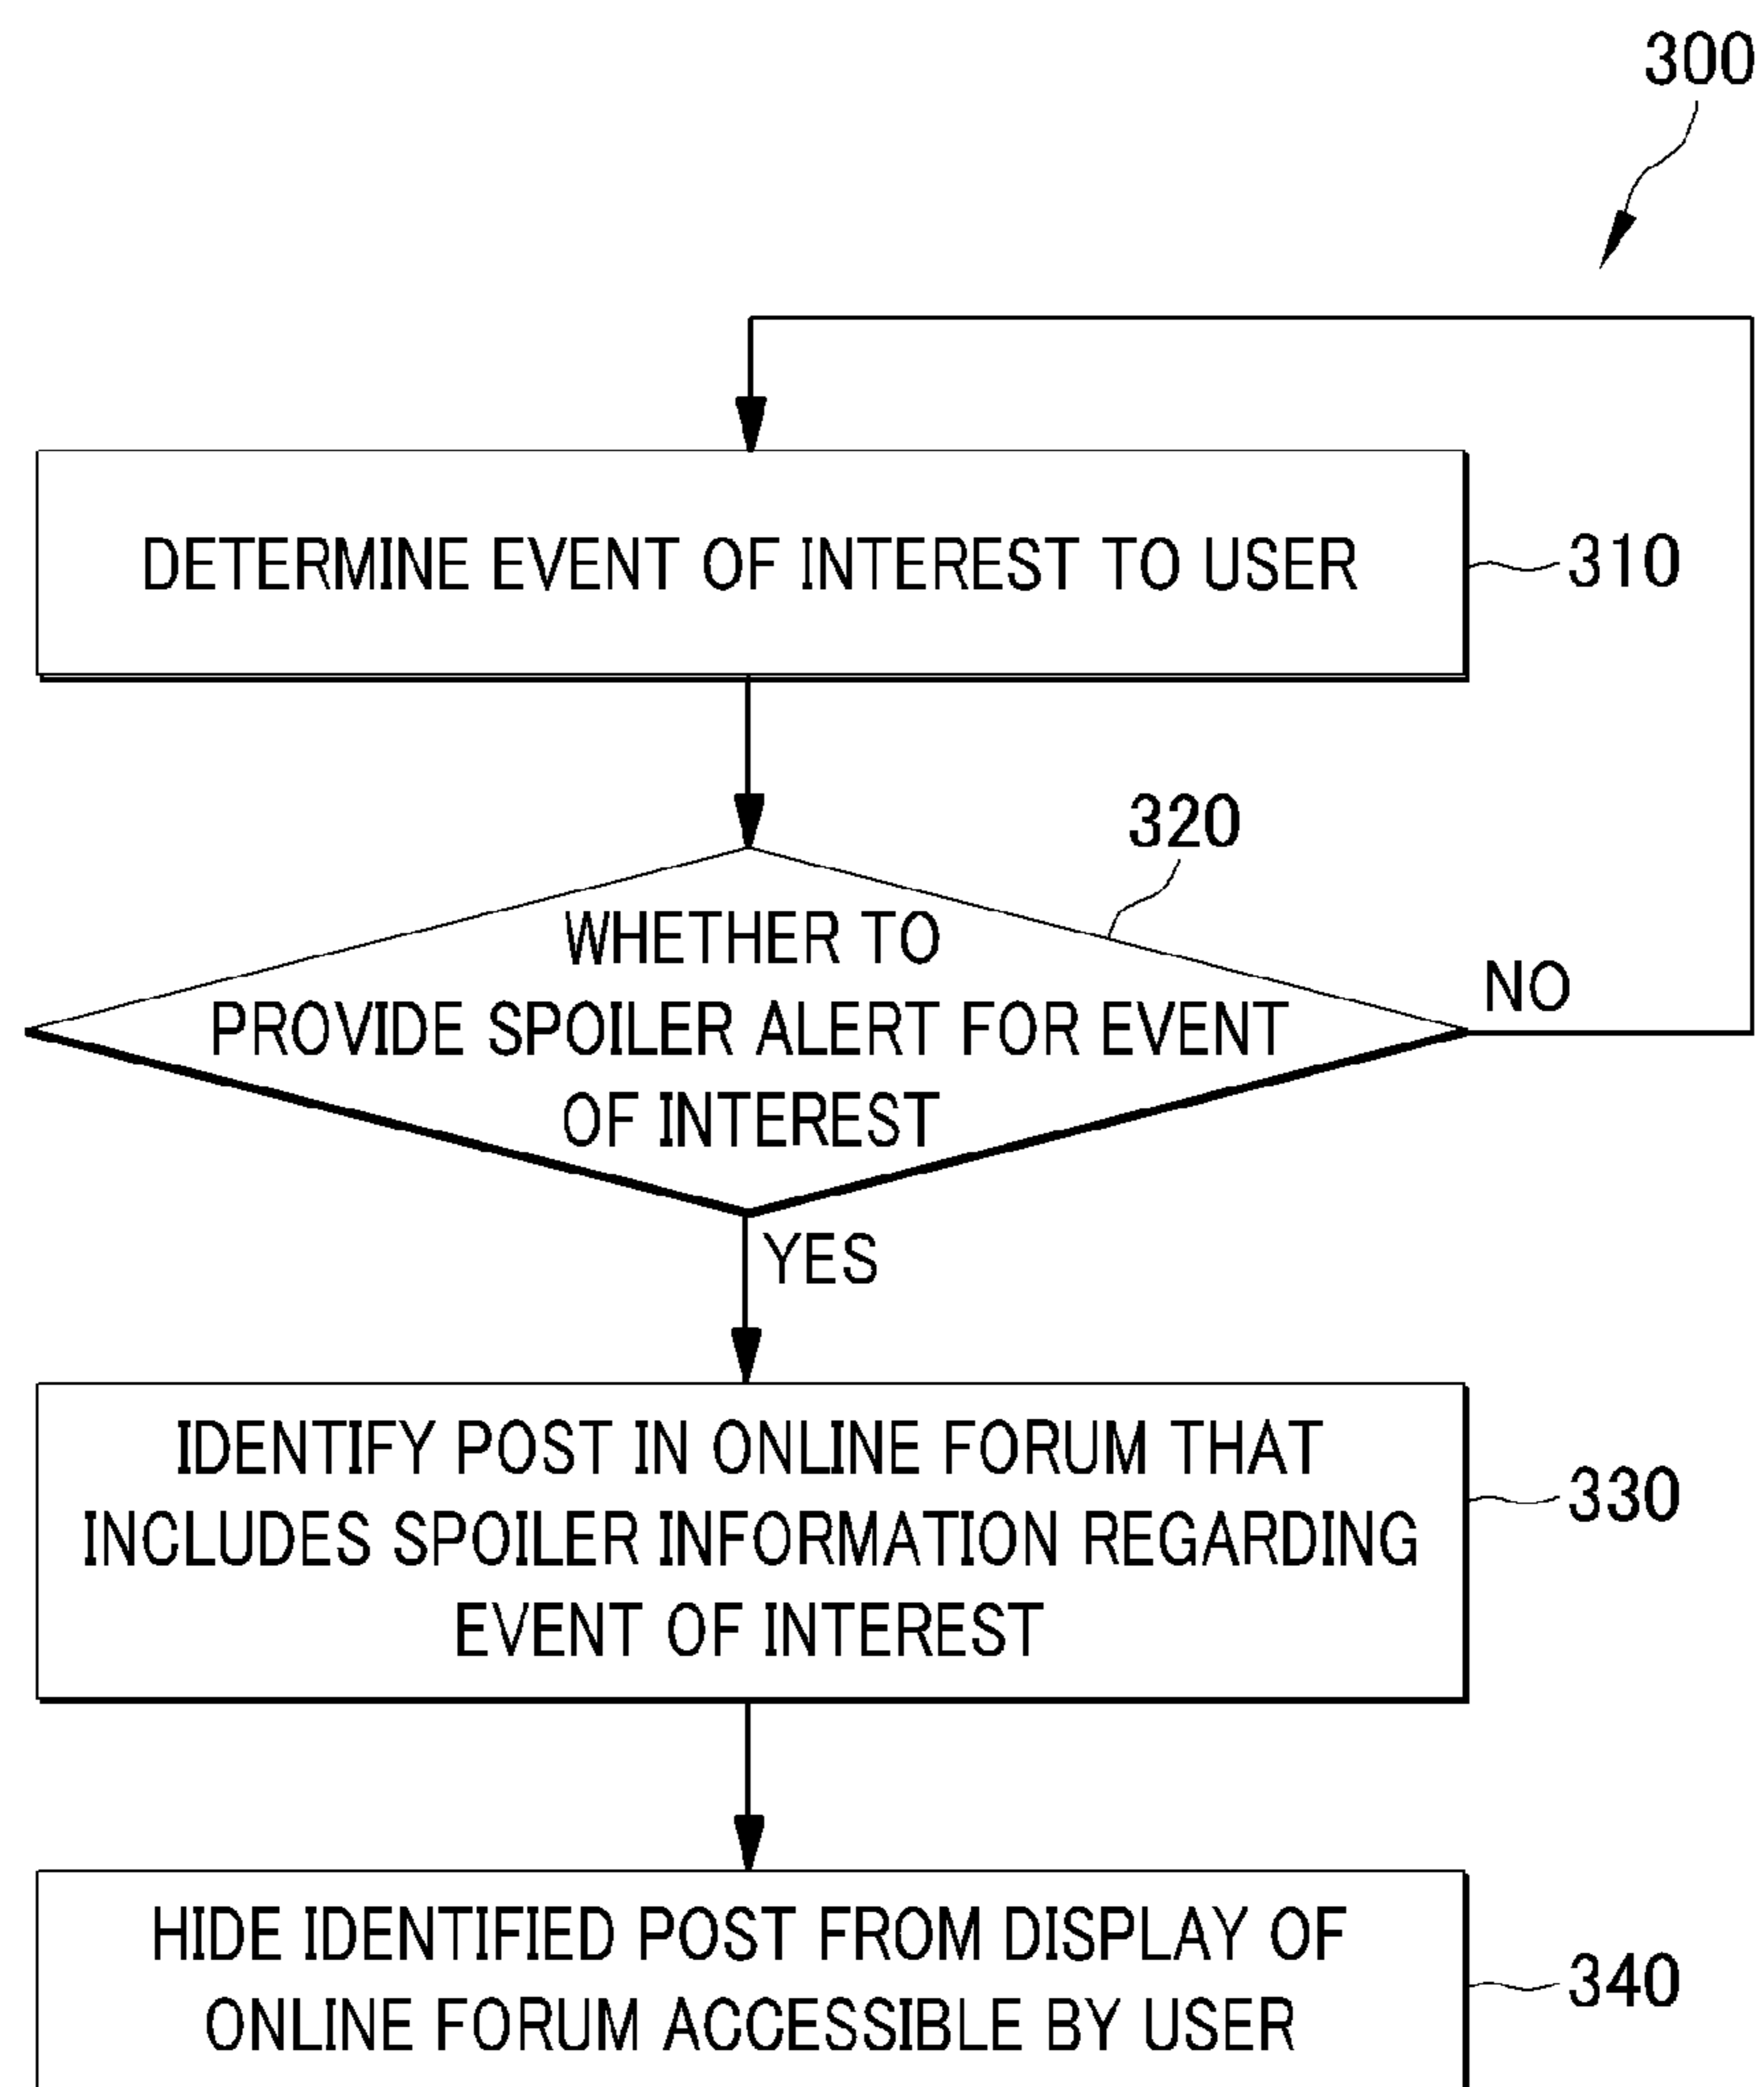 300
DETERMINE EVENT OF INTEREST TO USER
310
320
WHETHER TO
PROVIDE SPOILER ALERT FOR EVENT
OF INTEREST
NO
YES
IDENTIFY POST IN ONLINE FORUM THAT
INCLUDES SPOILER INFORMATION REGARDING
EVENT OF INTEREST
330
HIDE IDENTIFIED POST FROM DISPLAY OF
ONLINE FORUM ACCESSIBLE BY USER
340